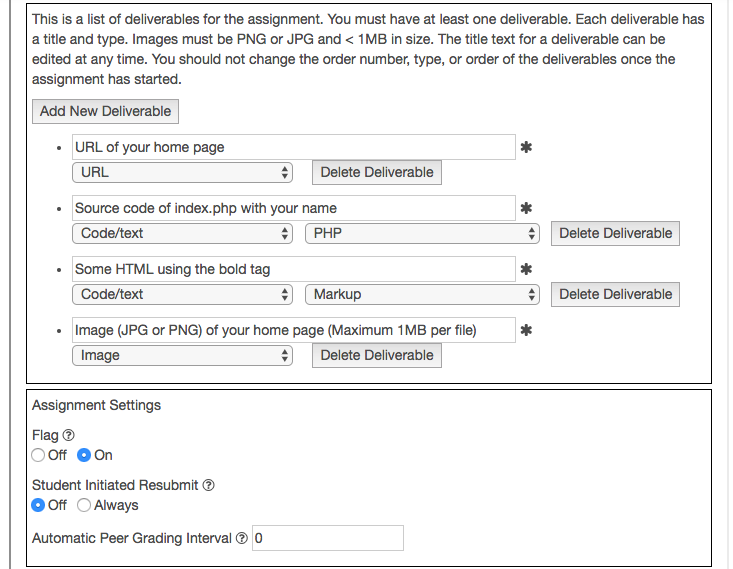 This is a list of deliverables for the assignment. You must have at least one deliverable. Each deliverable has
a title and type. Images must be PNG or JPG and < 1MB in size. The title text for a deliverable can be
edited at any time. You should not change the order number, type, or order of the deliverables once the
assignment has started.
Add New Deliverable
URL of your home page
URL Delete Deliverable
Source code of index.php with your name
Code/text PHP Delete Deliverable
Some HTML using the bold tag
Code/text Markup Delete Deliverable
Image (JPG or PNG) of your home page (Maximum 1MB per file)
Image Delete Deliverable
Assignment Settings
Flag
Off On
Student Initiated Resubmit
Off Always
Automatic Peer Grading Interval 0